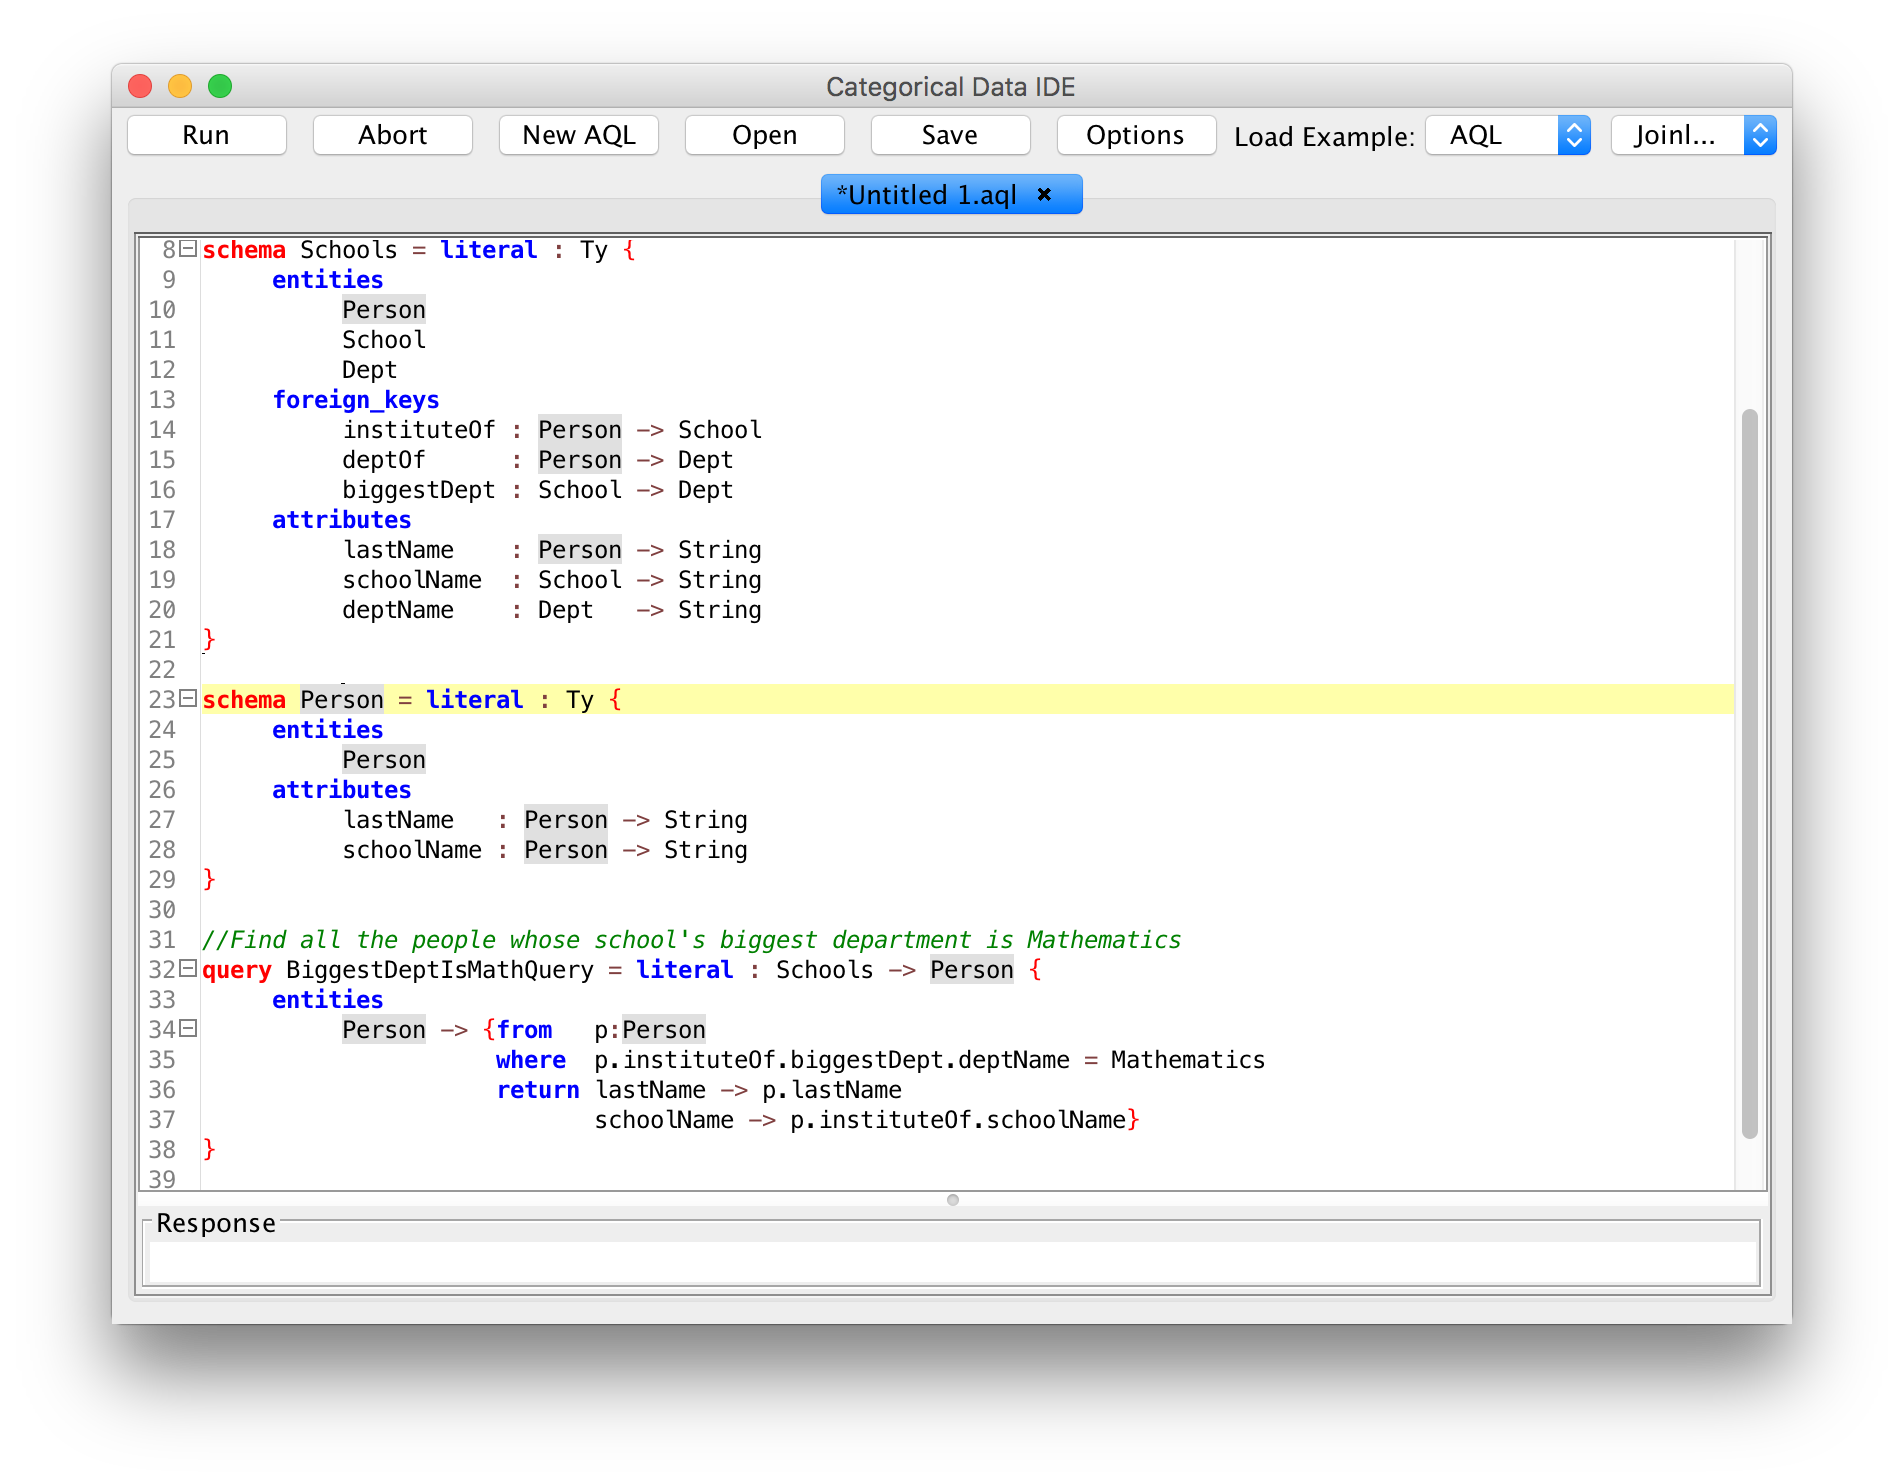 Categorical Data IDE
Run Abort New AQL Open Save Options Load Example: AQL Joinl...
*Untitled 1.aql ✖
8 schema Schools = literal : Ty {
9 entities
10 Person
11 School
12 Dept
13 foreign_keys
14 instituteOf : Person -> School
15 deptOf : Person -> Dept
16 biggestDept : School -> Dept
17 attributes
18 lastName : Person -> String
19 schoolName : School -> String
20 deptName : Dept -> String
21 }
22
23 schema Person = literal : Ty {
24 entities
25 Person
26 attributes
27 lastName : Person -> String
28 schoolName : Person -> String
29 }
30
31 //Find all the people whose school's biggest department is Mathematics
32 query BiggestDeptIsMathQuery = literal : Schools -> Person {
33 entities
34 Person -> {from p:Person
35 where p.instituteOf.biggestDept.deptName = Mathematics
36 return lastName -> p.lastName
37 schoolName -> p.instituteOf.schoolName}
38 }
39
Response